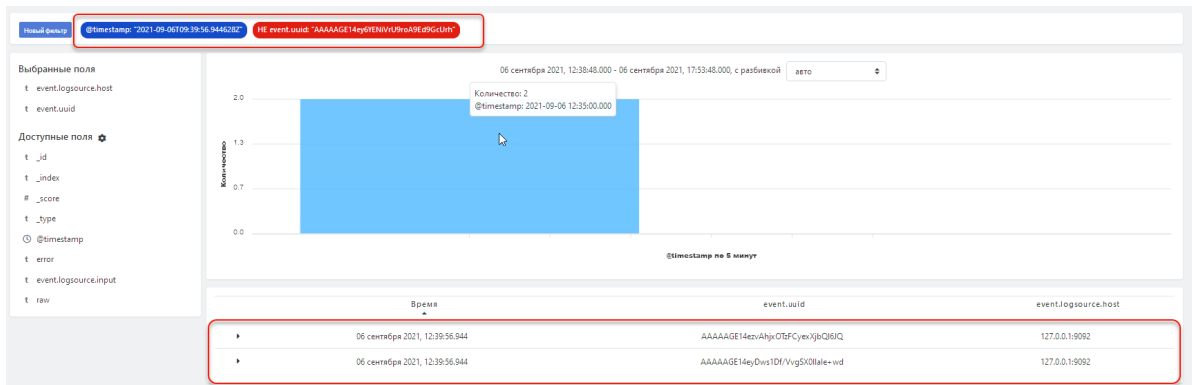 Новый фильтр
@timestamp: "2021-09-06T09:39:56.944628Z"
НЕ event.uuid: "AAAAAGE14ey6YENiVrU9roA9Ed9GcUrh"
Выбранные поля
t event.logsource.host
t event.uuid
Доступные поля
t _id
t _index
# _score
t _type
@timestamp
t error
t event.logsource.input
t raw
06 сентября 2021, 12:38:48.000 - 06 сентября 2021, 17:53:48.000, с разбивкой авто
Количество: 2
@timestamp: 2021-09-06 12:35:00.000
2.0
1.3
0.7
0.0
Количество
@timestamp по 5 минут
Время event.uuid event.logsource.host
06 сентября 2021, 12:39:56.944 AAAAAGE14ezvAhjxOTzFCyexXjbQJ6JQ 127.0.0.1:9092
06 сентября 2021, 12:39:56.944 AAAAAGE14eyDws1Df/VvgSX0IIaIe+wd 127.0.0.1:9092